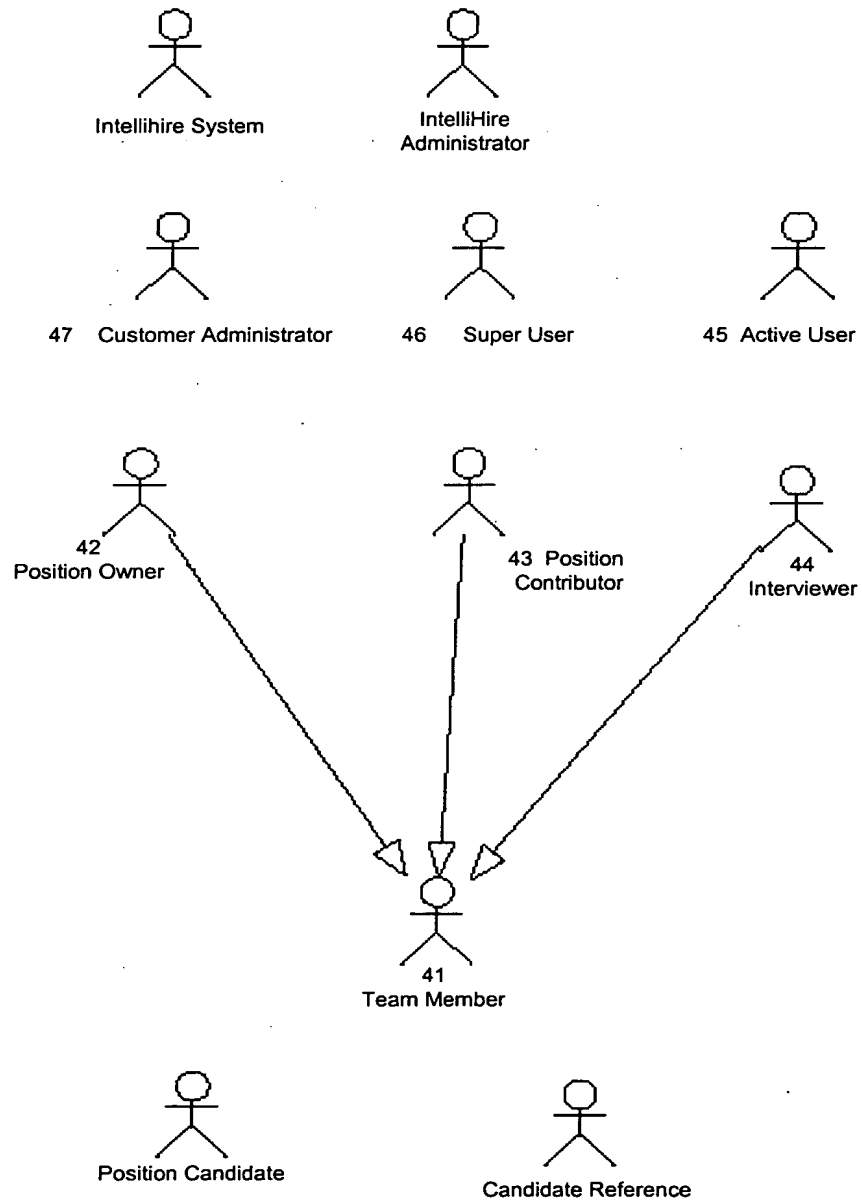 Intellihire System
IntelliHire
Administrator
47 Customer Administrator
46 Super User
45 Active User
42
Position Owner
43 Position
Contributor
44
Interviewer
41
Team Member
Position Candidate
Candidate Reference